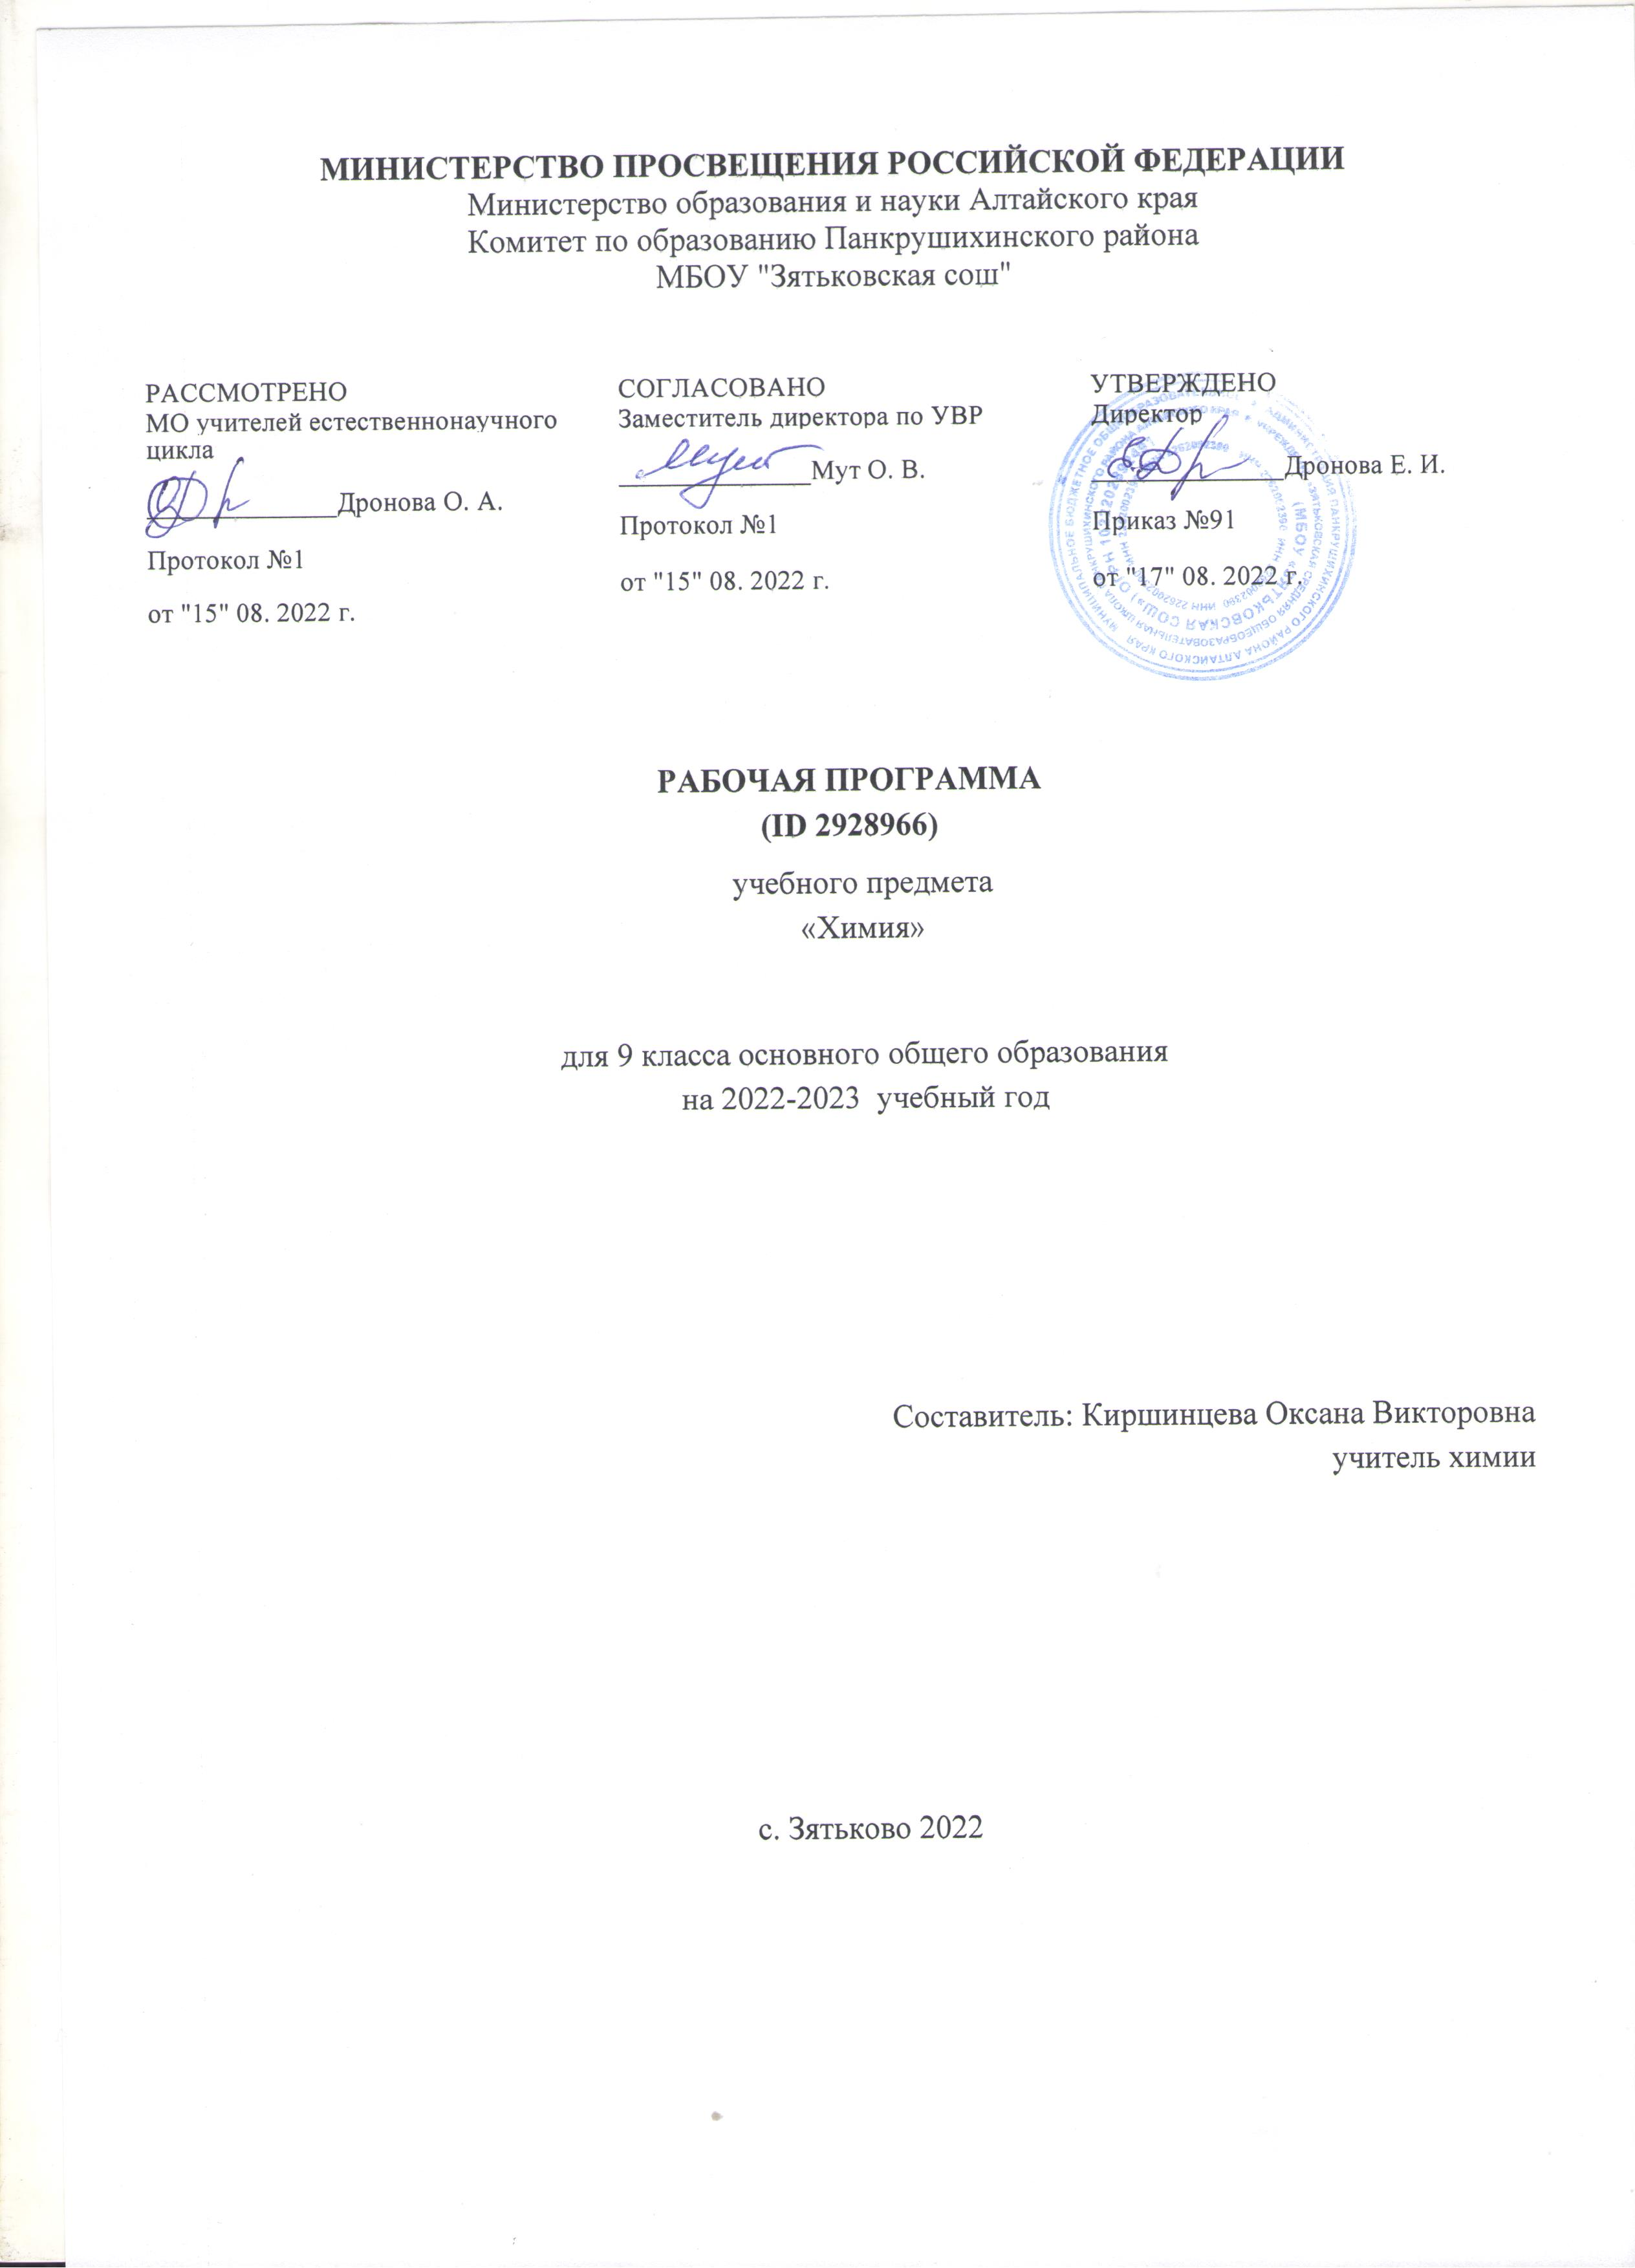 МИНИСТЕРСТВО ПРОСВЕЩЕНИЯ РОССИЙСКОЙ ФЕДЕРАЦИИ
Министерство образования и науки Алтайского края
Комитет по образованию Панкрушихинского района
МБОУ "Зятьковская сош"
РАССМОТРЕНО
МО учителей естественнонаучного
цикла
Дронова О. А.
Протокол №1
от "15" 08. 2022 г.
СОГЛАСОВАНО
Заместитель директора по УВР
Мут О. В.
Протокол №1
от "15" 08. 2022 г.
УТВЕРЖДЕНО
Директор
Дронова Е. И.
Приказ №91
от "17" 08. 2022 г.
РАБОЧАЯ ПРОГРАММА
(ID 2928966)
учебного предмета
«Химия»
для 9 класса основного общего образования
на 2022-2023 учебный год
Составитель: Киршинцева Оксана Викторовна
учитель химии
с. Зятьково 2022